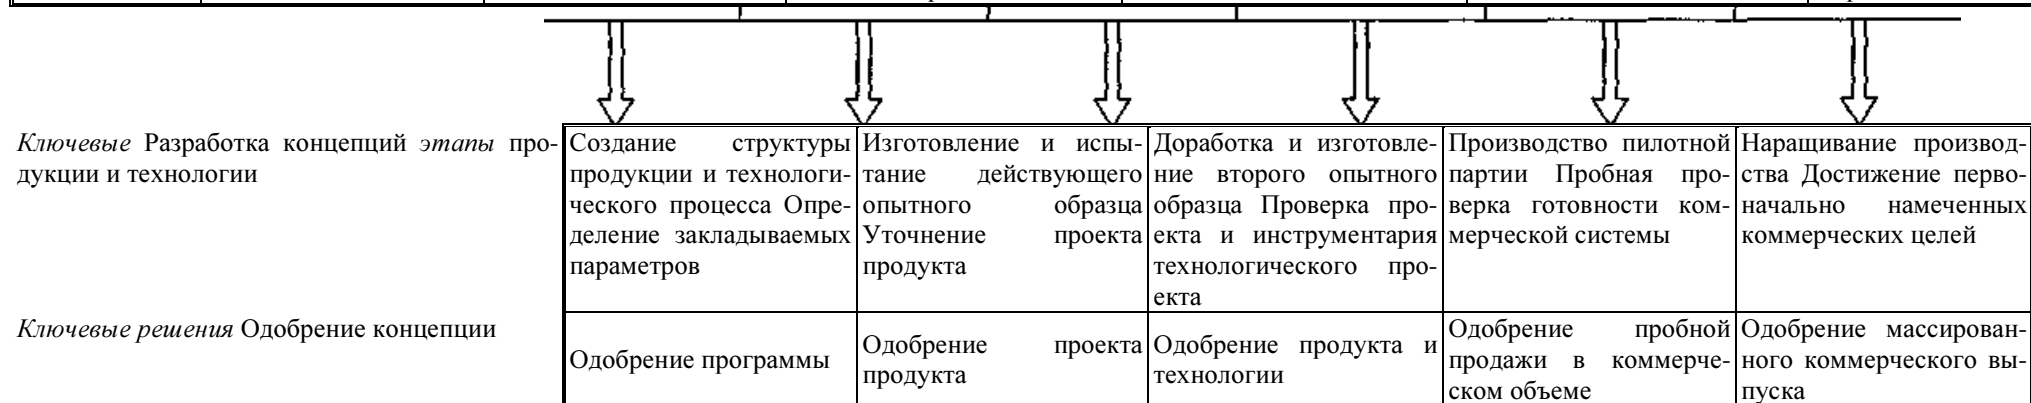 Ключевые Разработка концепций этапы про-
дукции и технологии
Создание структуры
продукции и технологи-
ческого процесса Опре-
деление закладываемых
параметров
Изготовление и испы-
тание действующего
опытного образца
Уточнение проекта
продукта
Доработка и изготовле-
ние второго опытного
образца Проверка про-
екта и инструментария
технологического про-
екта
Производство пилотной
партии Пробная про-
верка готовности ком-
мерческой системы
Наращивание производ-
ства Достижение перво-
начально намеченных
коммерческих целей
Ключевые решения Одобрение концепции
Одобрение программы
Одобрение проекта
продукта
Одобрение продукта и
технологии
Одобрение пробной
продажи в коммерче-
ском объеме
Одобрение массирован-
ного коммерческого вы-
пуска